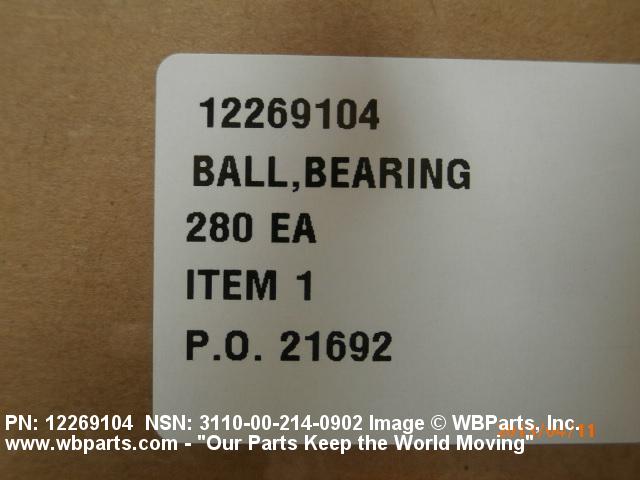 12269104
BALL,BEARING
280 EA
ITEM 1
P.O. 21692
PN: 12269104 NSN: 3110-00-214-0902 Image © WBParts, Inc.
www.wbparts.com - "Our Parts Keep the World Moving"